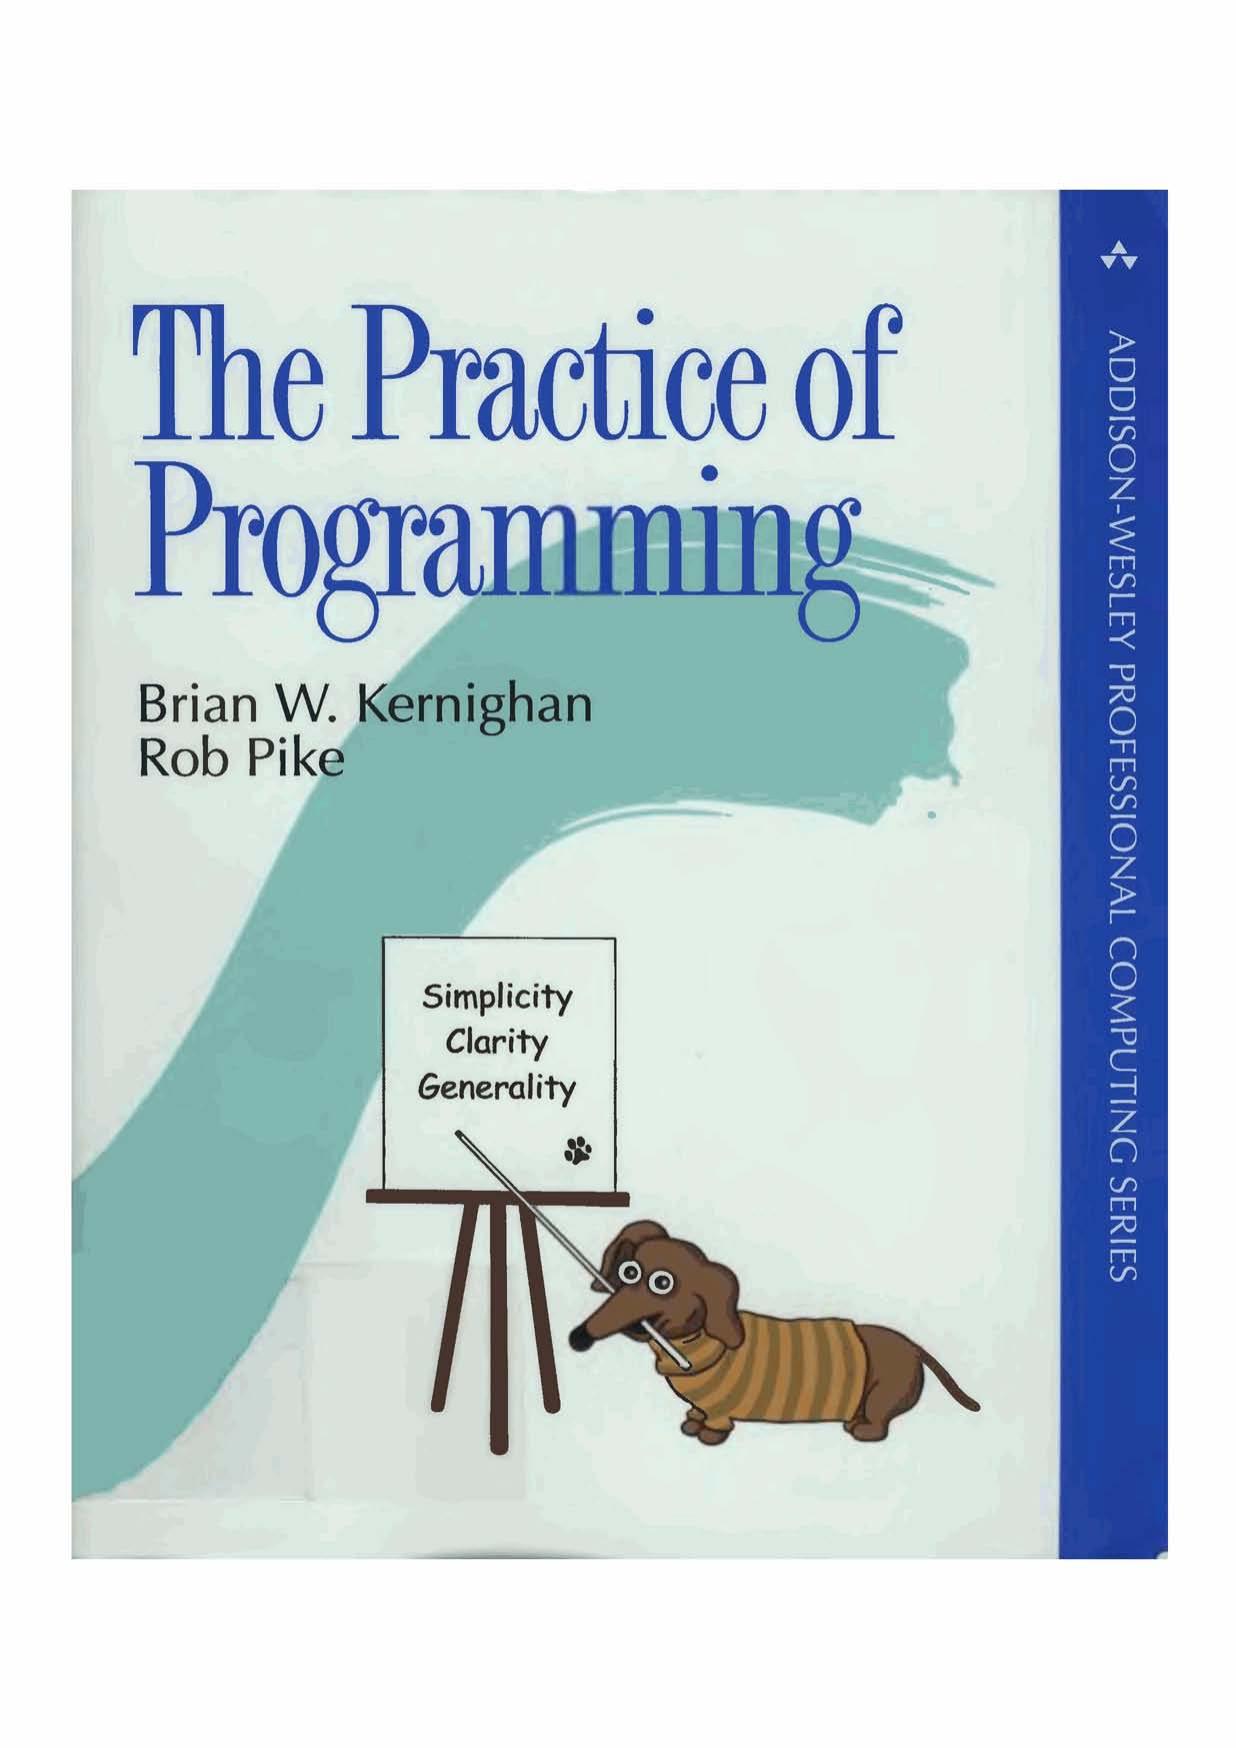 The Practice of
Programming
Brian W. Kernighan
Rob Pike
Simplicity
Clarity
Generality
ADDISON-WESLEY PROFESSIONAL COMPUTING SERIES